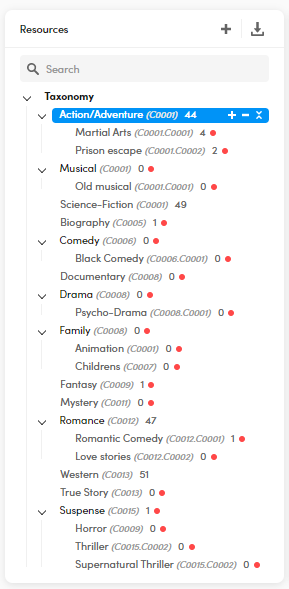 Resources
Search
Taxonomy
Action/Adventure (C0001) 44
Martial Arts (C0001.C0001) 4
Prison escape (C0001.C0002) 2
Musical (C0001) 0
Old musical (C0001) 0
Science-Fiction (C0001) 49
Biography (C0005) 1
Comedy (C0006) 0
Black Comedy (C0006.C0001) 0
Documentary (C0008) 0
Drama (C0008) 0
Psycho-Drama (C0008.C0001) 0
Family (C0008) 0
Animation (C0001) 0
Childrens (C0007) 0
Fantasy (C0009) 1
Mystery (C0011) 0
Romance (C0012) 47
Romantic Comedy (C0012.C0001) 1
Love stories (C0012.C0002) 0
Western (C0013) 51
True Story (C0013) 0
Suspense (C0015) 1
Horror (C0009) 0
Thriller (C0015.C0002) 0
Supernatural Thriller (C0015.C0002) 0